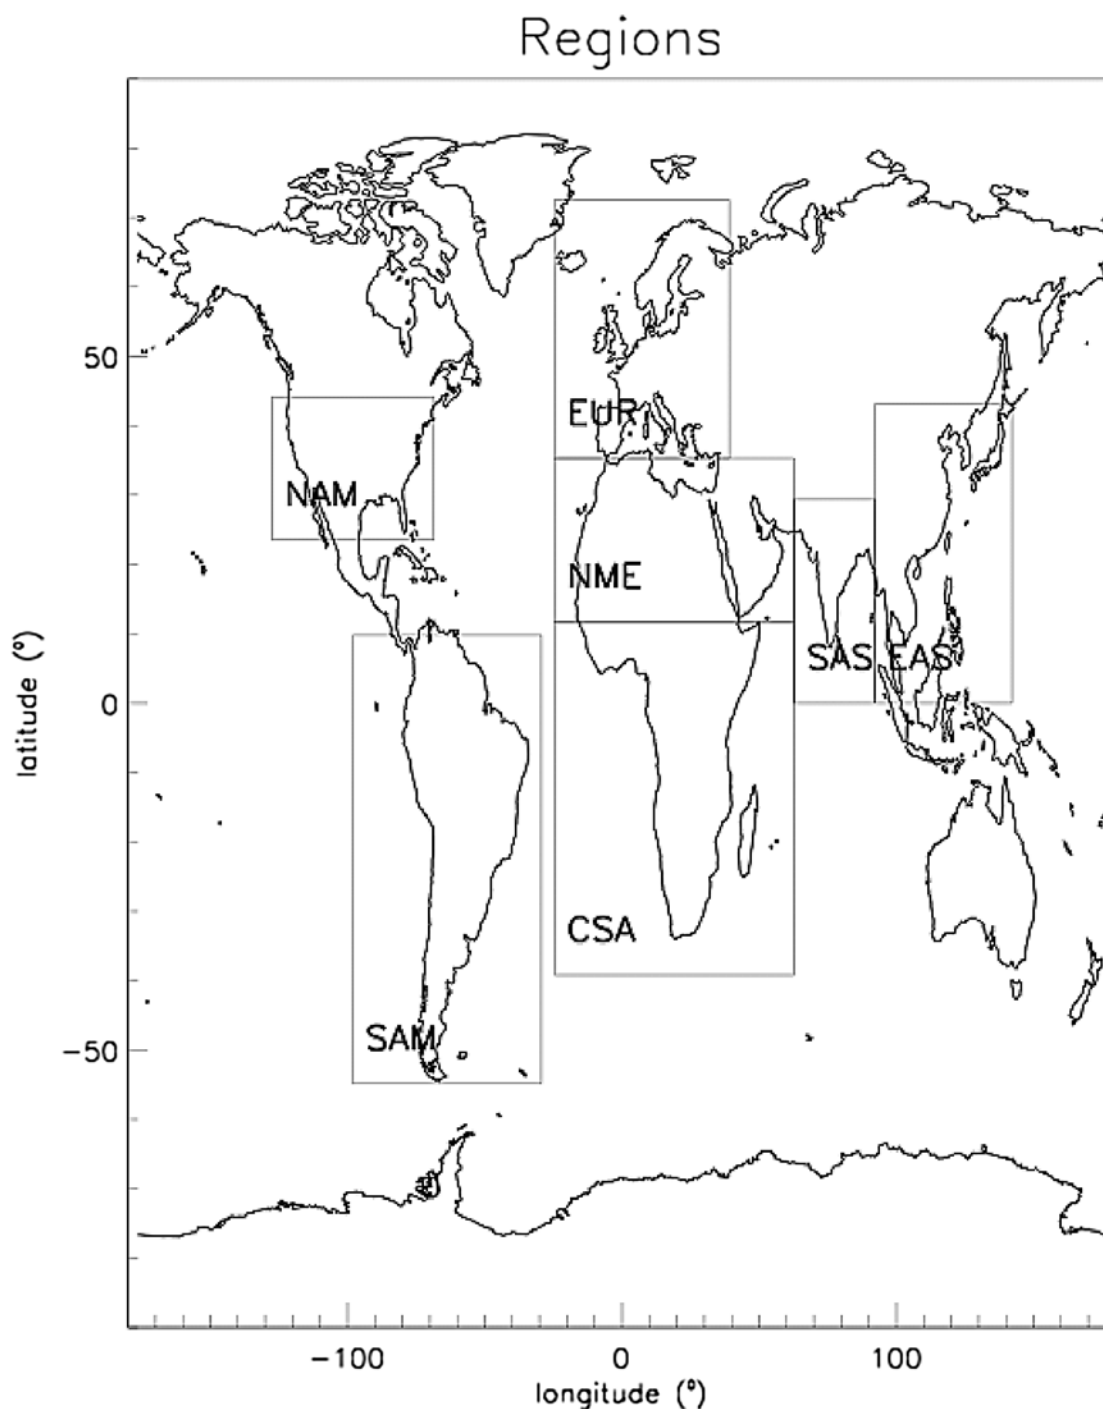 Regions
50
EUR
NAM
NME
SAS EAS
0
CSA
SAM
-50
-100 0 100
longitude (°)
latitude (°)